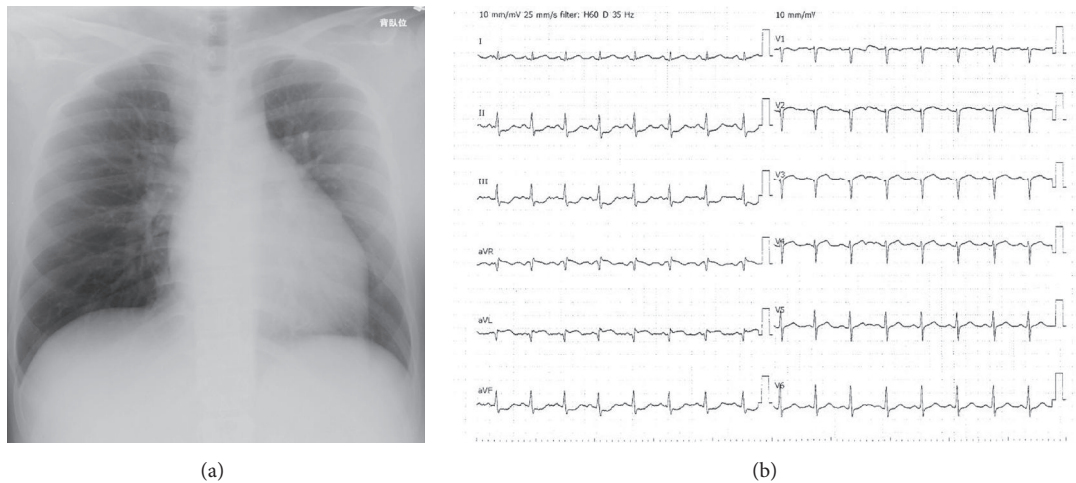 背臥位
10 mm/mV 25 mm/s filter: H60 D 35 Hz
10 mm/mV
I
II
III
aVR
aVL
aVF
V1
V2
V3
V4
V5
V6
(a)
(b)